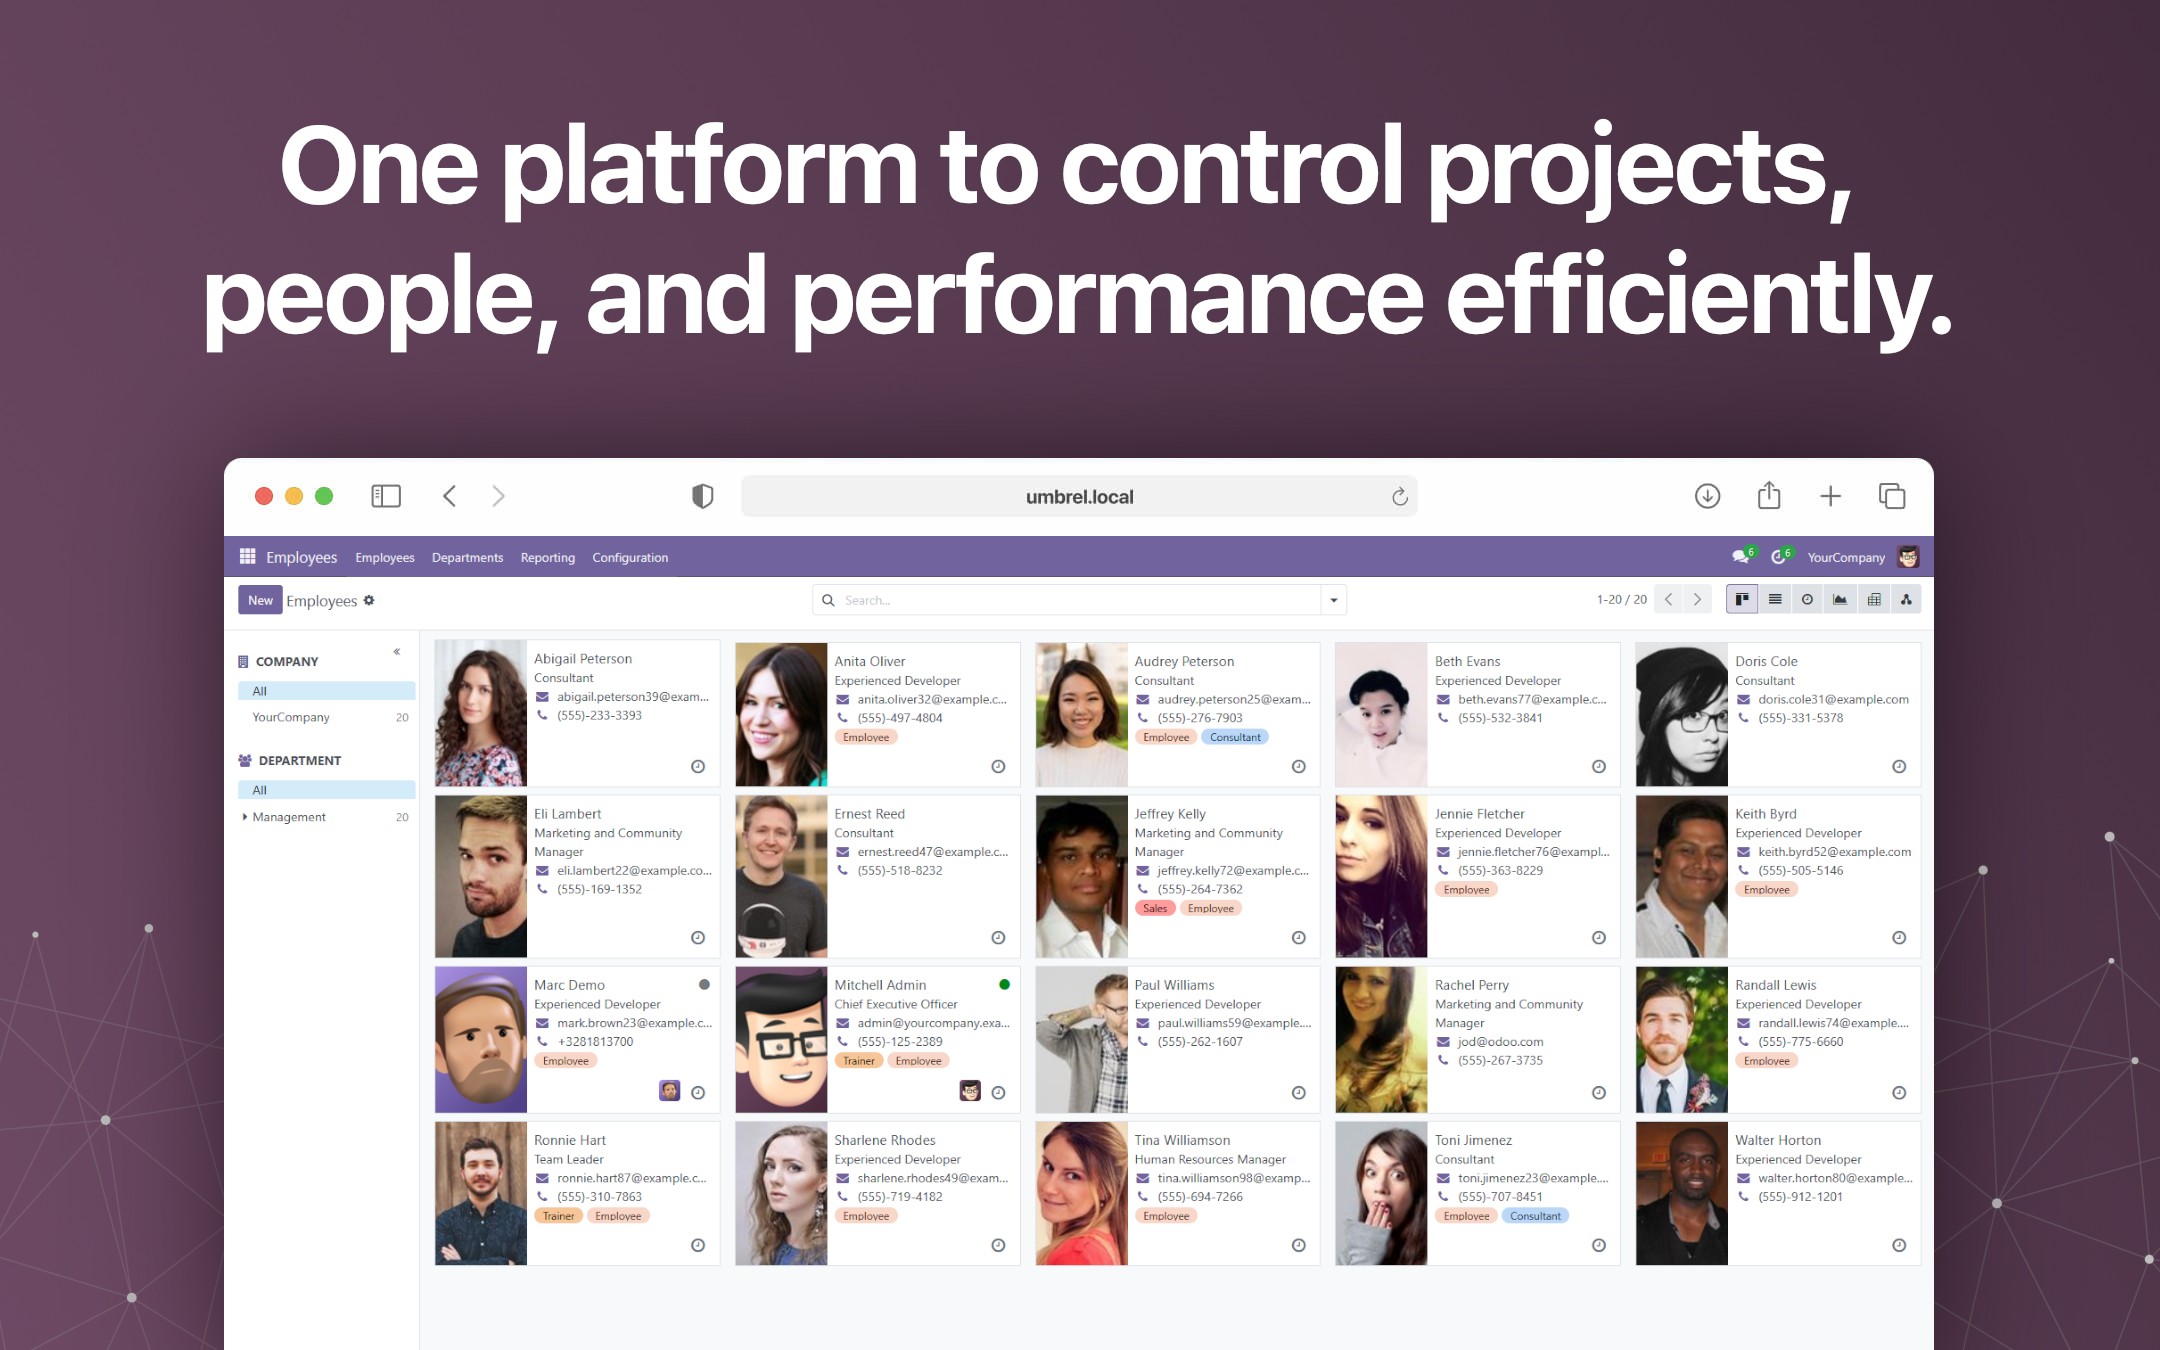 One platform to control projects,
people, and performance efficiently.
umbrel.local
Employees Employees Departments Reporting Configuration
6 6 YourCompany
New Employees
Search...
1-20 / 20
COMPANY
All
YourCompany 20
DEPARTMENT
All
Management 20
Abigail Peterson
Consultant
abigail.peterson39@exam...
(555)-233-3393
Anita Oliver
Experienced Developer
anita.oliver32@example.c...
(555)-497-4804
Employee
Audrey Peterson
Consultant
audrey.peterson25@exam...
(555)-276-7903
Employee Consultant
Beth Evans
Experienced Developer
beth.evans77@example.c...
(555)-532-3841
Doris Cole
Consultant
doris.cole31@example.com
(555)-331-5378
Eli Lambert
Marketing and Community
Manager
eli.lambert22@example.co...
(555)-169-1352
Ernest Reed
Consultant
ernest.reed47@example.c...
(555)-518-8232
Jeffrey Kelly
Marketing and Community
Manager
jeffrey.kelly72@example.c...
(555)-264-7362
Sales Employee
Jennie Fletcher
Experienced Developer
jennie.fletcher76@exampl...
(555)-363-8229
Employee
Keith Byrd
Experienced Developer
keith.byrd52@example.com
(555)-505-5146
Employee
Marc Demo
Experienced Developer
mark.brown23@example.c...
+3281813700
Employee
Mitchell Admin
Chief Executive Officer
admin@yourcompany.exa...
(555)-125-2389
Trainer Employee
Paul Williams
Experienced Developer
paul.williams59@example....
(555)-262-1607
Rachel Perry
Marketing and Community
Manager
jod@odoo.com
(555)-267-3735
Randall Lewis
Experienced Developer
randall.lewis74@example....
(555)-775-6660
Employee
Ronnie Hart
Team Leader
ronnie.hart87@example.c...
(555)-310-7863
Trainer Employee
Sharlene Rhodes
Experienced Developer
sharlene.rhodes49@exam...
(555)-719-4182
Employee
Tina Williamson
Human Resources Manager
tina.williamson98@examp...
(555)-694-7266
Employee
Toni Jimenez
Consultant
toni.jimenez23@example....
(555)-707-8451
Employee Consultant
Walter Horton
Experienced Developer
walter.horton80@example...
(555)-912-1201